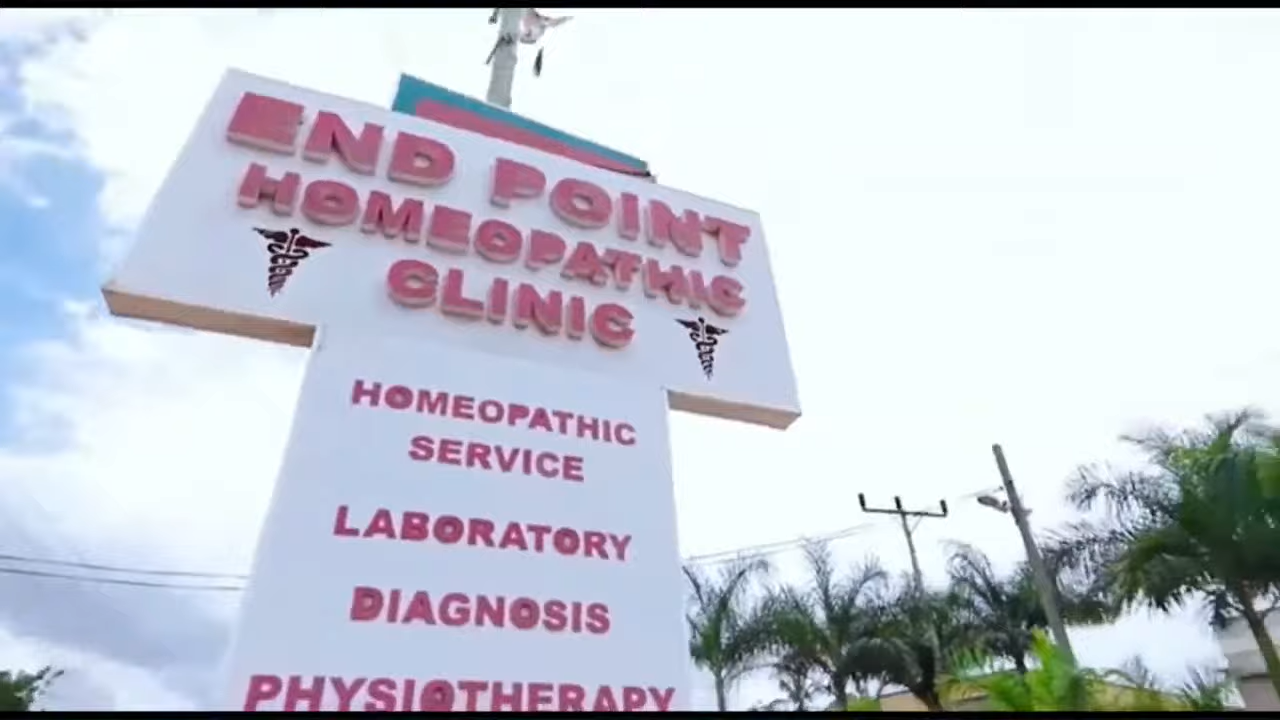 END POINT
HOMEOPATHIC
CLINIC
HOMEOPATHIC
SERVICE
LABORATORY
DIAGNOSIS
PHYSIOTHERAPY